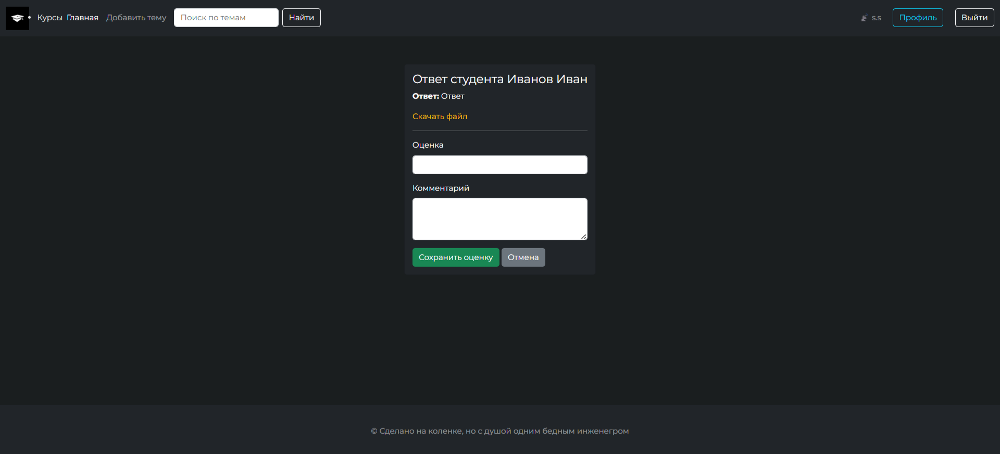 Курсы Главная Добавить тему Поиск по темам Найти s.s Профиль Выйти
Ответ студента Иванов Иван
Ответ: Ответ
Скачать файл
Оценка
Комментарий
Сохранить оценку Отмена
© Сделано на коленке, но с душой одним бедным инженегром